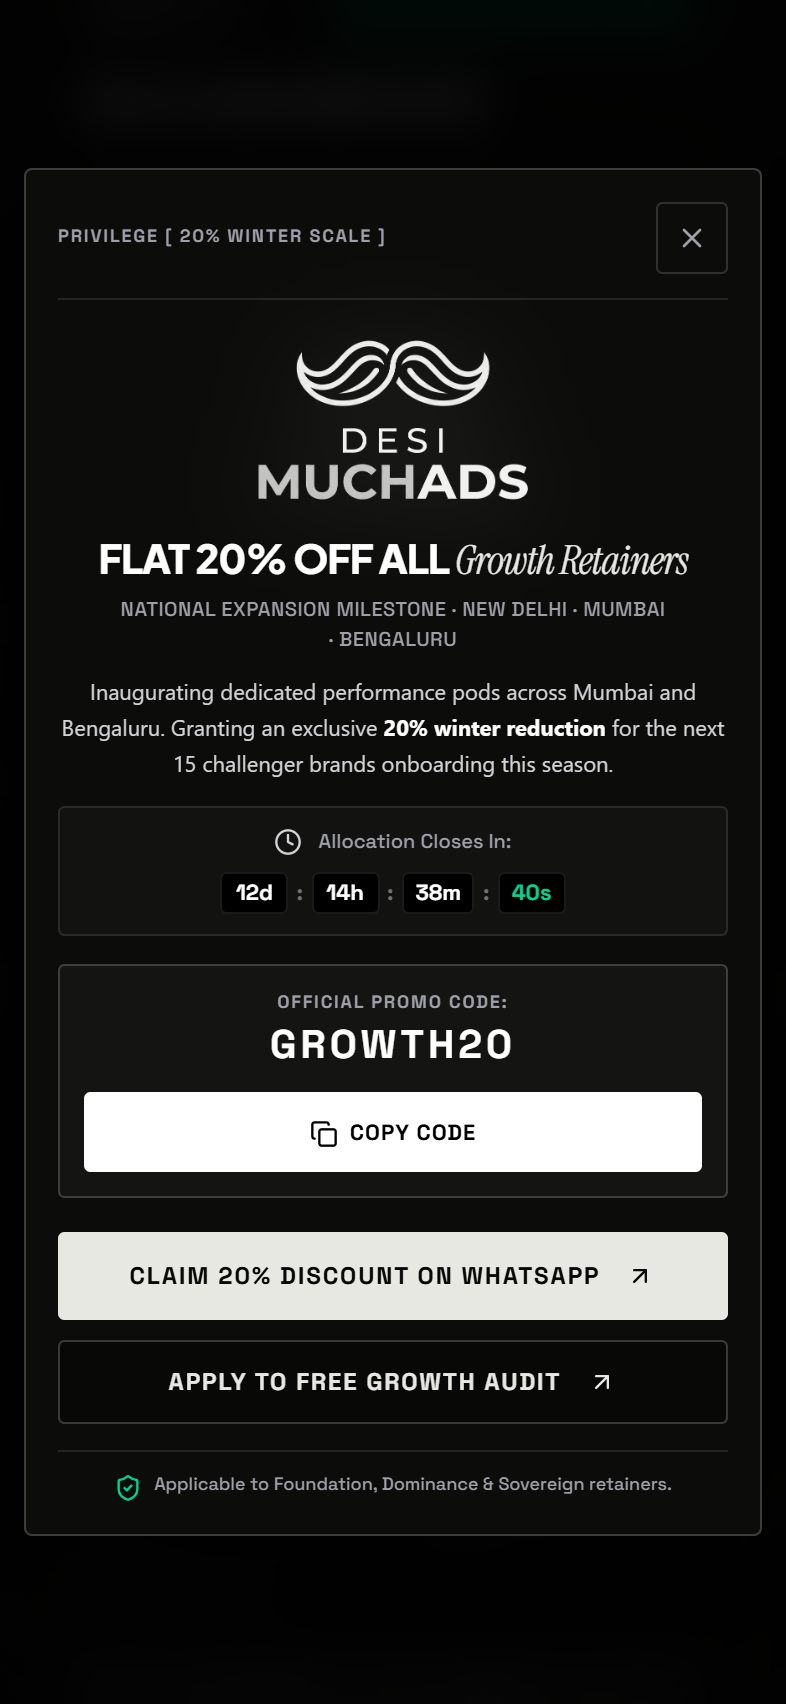 PRIVILEGE [ 20% WINTER SCALE ]
DESI
MUCHADS
FLAT 20% OFF ALL Growth Retainers
NATIONAL EXPANSION MILESTONE · NEW DELHI · MUMBAI
· BENGALURU
Inaugurating dedicated performance pods across Mumbai and
Bengaluru. Granting an exclusive 20% winter reduction for the next
15 challenger brands onboarding this season.
Allocation Closes In:
12d : 14h : 38m : 40s
OFFICIAL PROMO CODE:
GROWTH20
COPY CODE
CLAIM 20% DISCOUNT ON WHATSAPP
APPLY TO FREE GROWTH AUDIT
Applicable to Foundation, Dominance & Sovereign retainers.